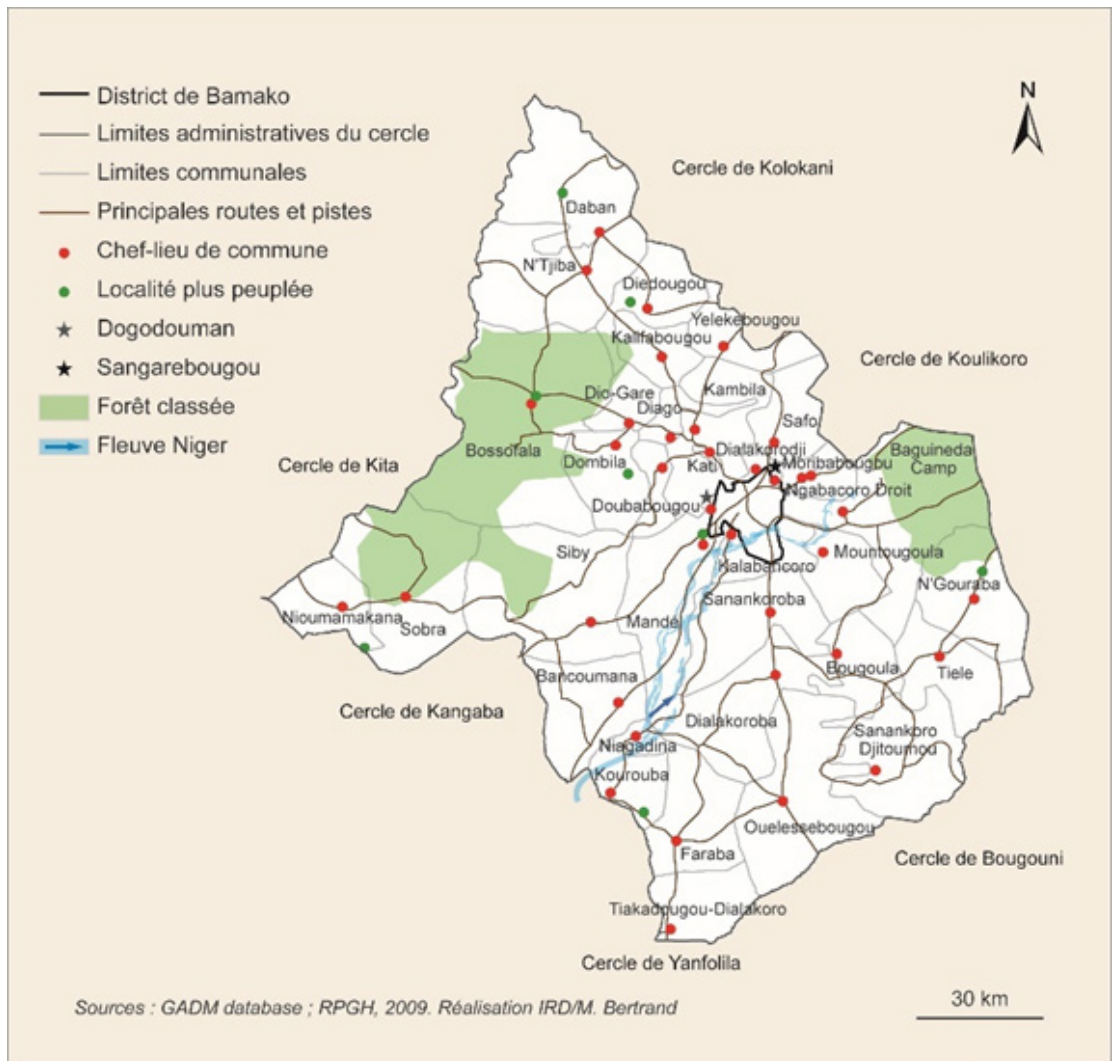 District de Bamako
Limites administratives du cercle
Limites communales
Principales routes et pistes
Chef-lieu de commune
Localité plus peuplée
Dogodouman
Sangarebougou
Forêt classée
Fleuve Niger
N
Cercle de Kolokani
Daban
N'Tjiba
Diedougou
Yelekebougou
Kalifabougou
Cercle de Koulikoro
Kambila
Dio-Gare
Diago
Safo
Bossofala
Dialakorodji
Moribabougou
Baguineda
Camp
Cercle de Kita
Dombila
Kati
Ngabacoro Droit
Doubabougou
Siby
Mountougoula
Kalabancoro
N'Gouraba
Sanankoroba
Nioumamakana
Sobra
Mandé
Bougoula
Tiele
Bancoumana
Cercle de Kangaba
Dialakoroba
Sanankoro
Djitoumou
Niagadina
Kourouba
Ouelessebougou
Faraba
Cercle de Bougouni
Tiakadougou-Dialakoro
Cercle de Yanfolila
Sources : GADM database ; RPGH, 2009. Réalisation IRD/M. Bertrand
30 km